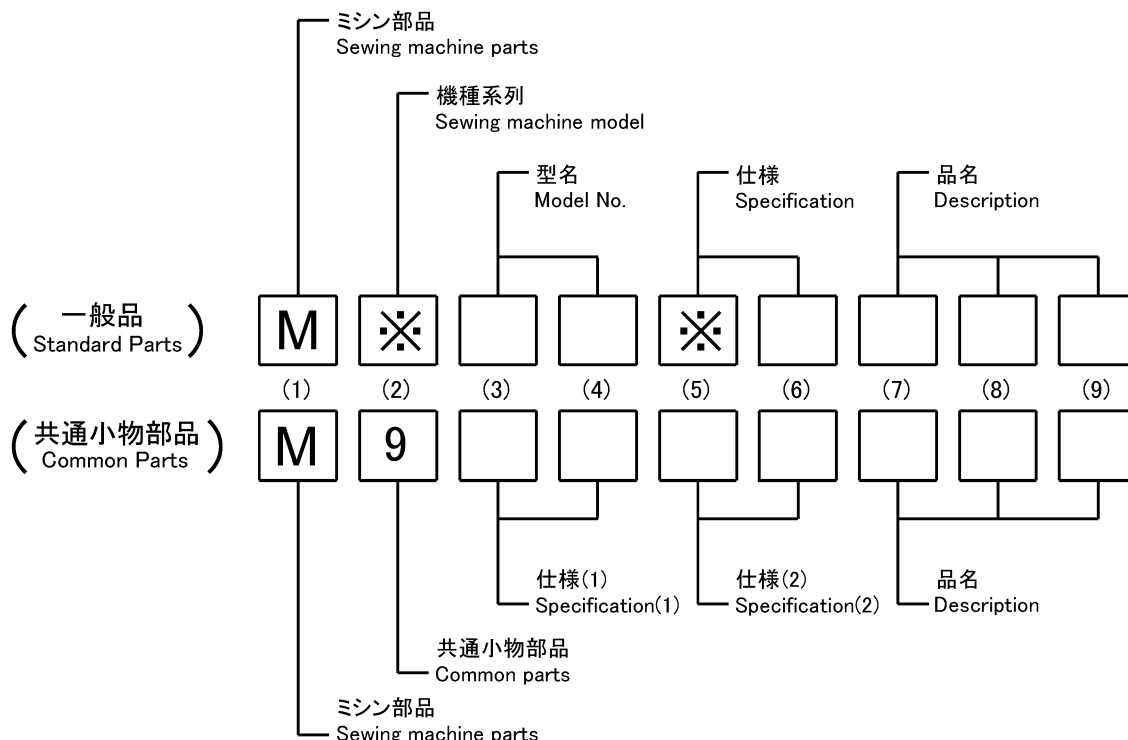 ミシン部品
Sewing machine parts
機種系列
Sewing machine model
型名
Model No.
仕様
Specification
品名
Description
(一般品
Standard Parts)
M ※ ※
(1) (2) (3) (4) (5) (6) (7) (8) (9)
(共通小物部品
Common Parts)
M 9
仕様(1)
Specification(1)
仕様(2)
Specification(2)
品名
Description
共通小物部品
Common parts
ミシン部品
Sewing machine parts